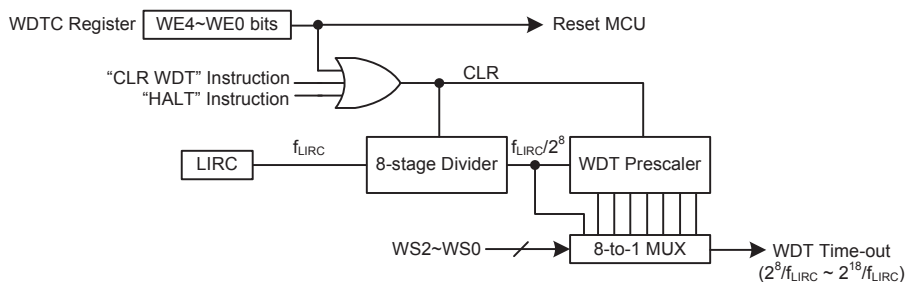 WDTC Register WE4~WE0 bits Reset MCU
“CLR WDT” Instruction
“HALT” Instruction
CLR
LIRC
fLIRC
8-stage Divider
fLIRC/2⁸
WDT Prescaler
WS2~WS0
8-to-1 MUX
WDT Time-out
(2⁸/fLIRC ~ 2¹⁸/fLIRC)